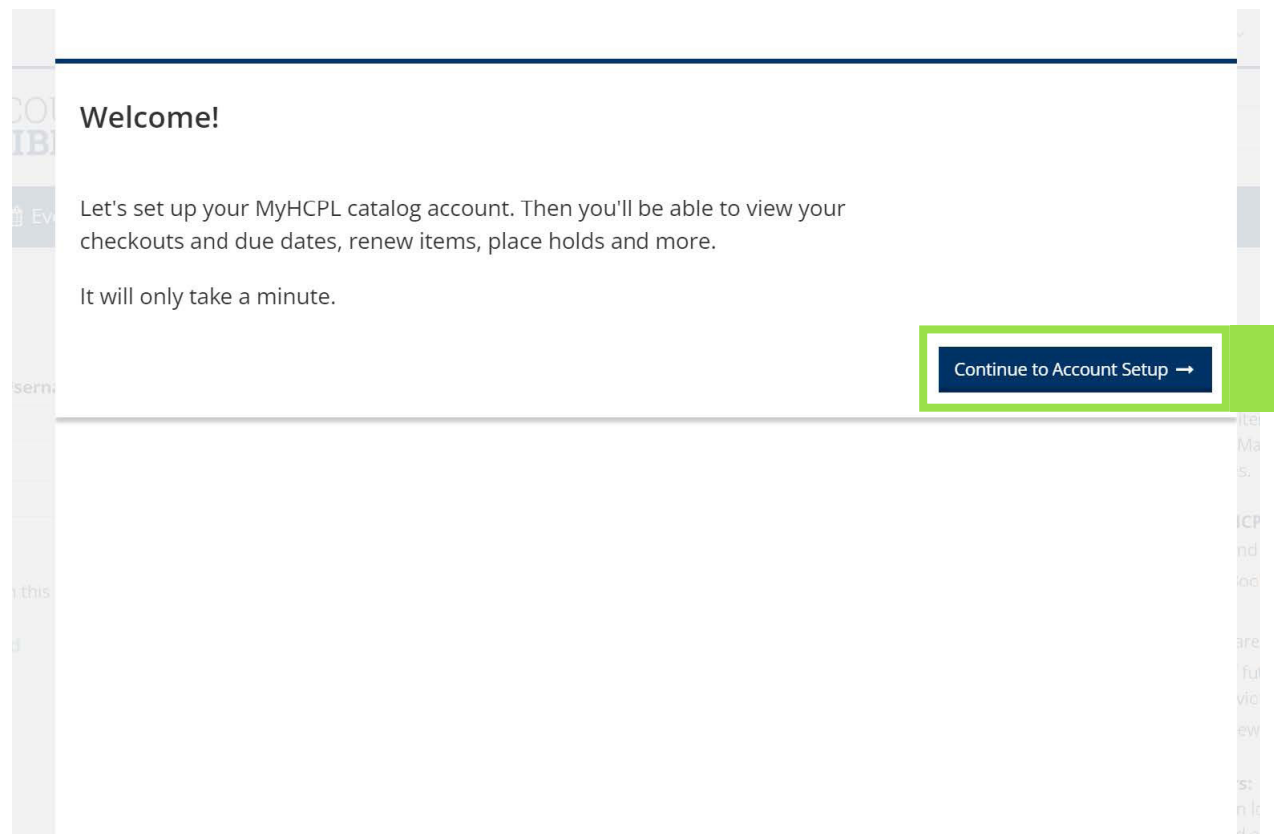 Welcome!
Let's set up your MyHCPL catalog account. Then you'll be able to view your
checkouts and due dates, renew items, place holds and more.
It will only take a minute.
Continue to Account Setup →
this